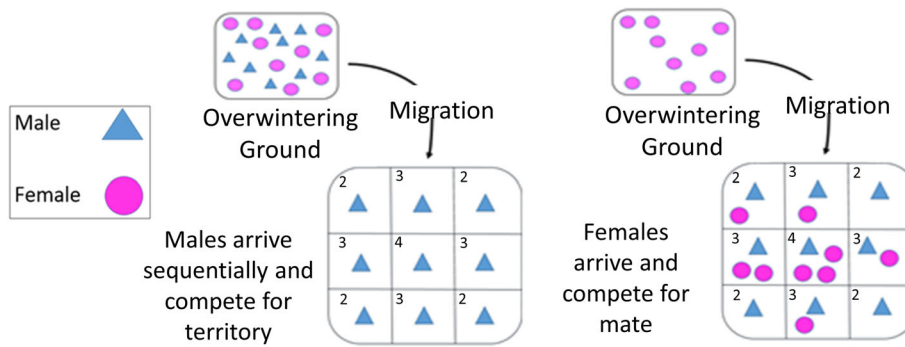 Male
Female
Overwintering
Ground
Migration
2 3 2
3 4 3
2 3 2
Males arrive
sequentially and
compete for
territory
Overwintering
Ground
Migration
2 3 2
3 4 3
2 3 2
Females
arrive and
compete for
mate